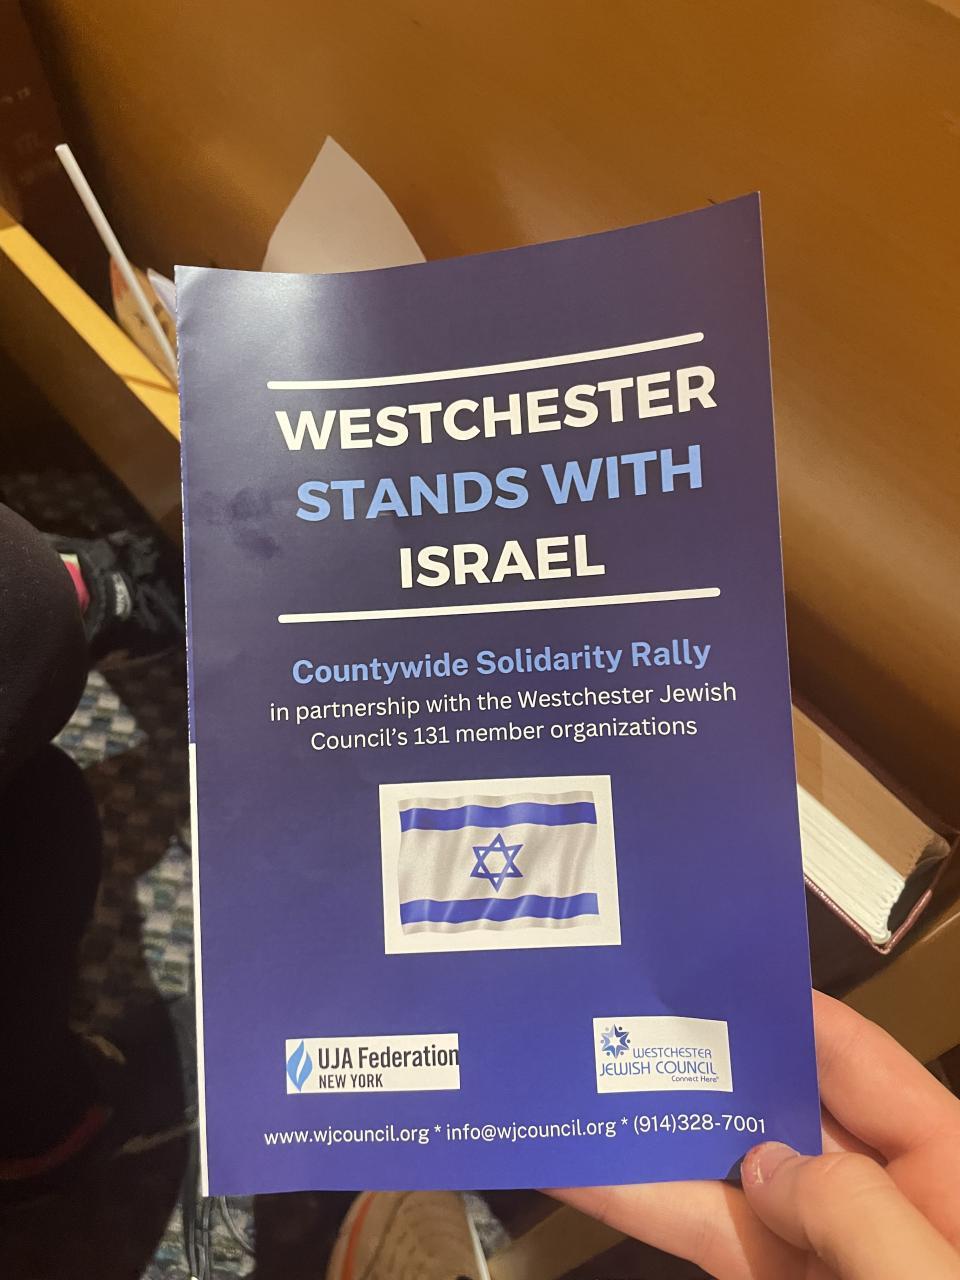 WESTCHESTER
STANDS WITH
ISRAEL
Countywide Solidarity Rally
in partnership with the Westchester Jewish
Council's 131 member organizations
UJA Federation
NEW YORK
WESTCHESTER
JEWISH COUNCIL
Connect Here®
www.wjcouncil.org * info@wjcouncil.org * (914)328-7001